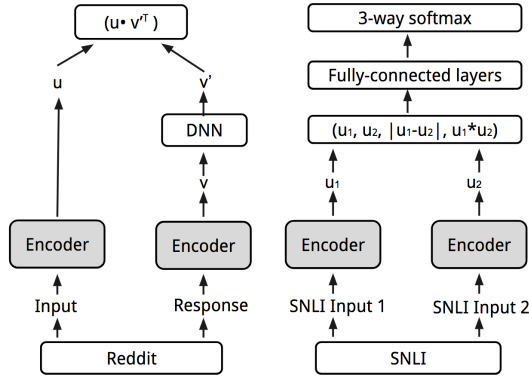 (u• v'ᵀ )
u
v'
DNN
v
Encoder
Encoder
Input
Response
Reddit
3-way softmax
Fully-connected layers
(u₁, u₂, |u₁-u₂|, u₁*u₂)
u₁
u₂
Encoder
Encoder
SNLI Input 1
SNLI Input 2
SNLI